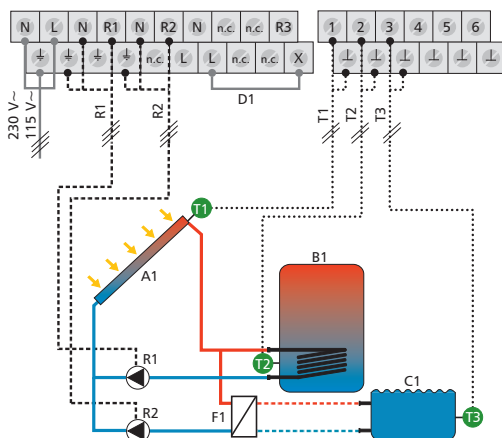 N L N R1 N R2 N n.c. n.c. R3
n.c. L L n.c. n.c. X
1 2 3 4 5 6
D1
230 V~
115 V~
R1
R2
T1
T2
T3
T1
A1
B1
T2
R1
C1
F1
T3
R2